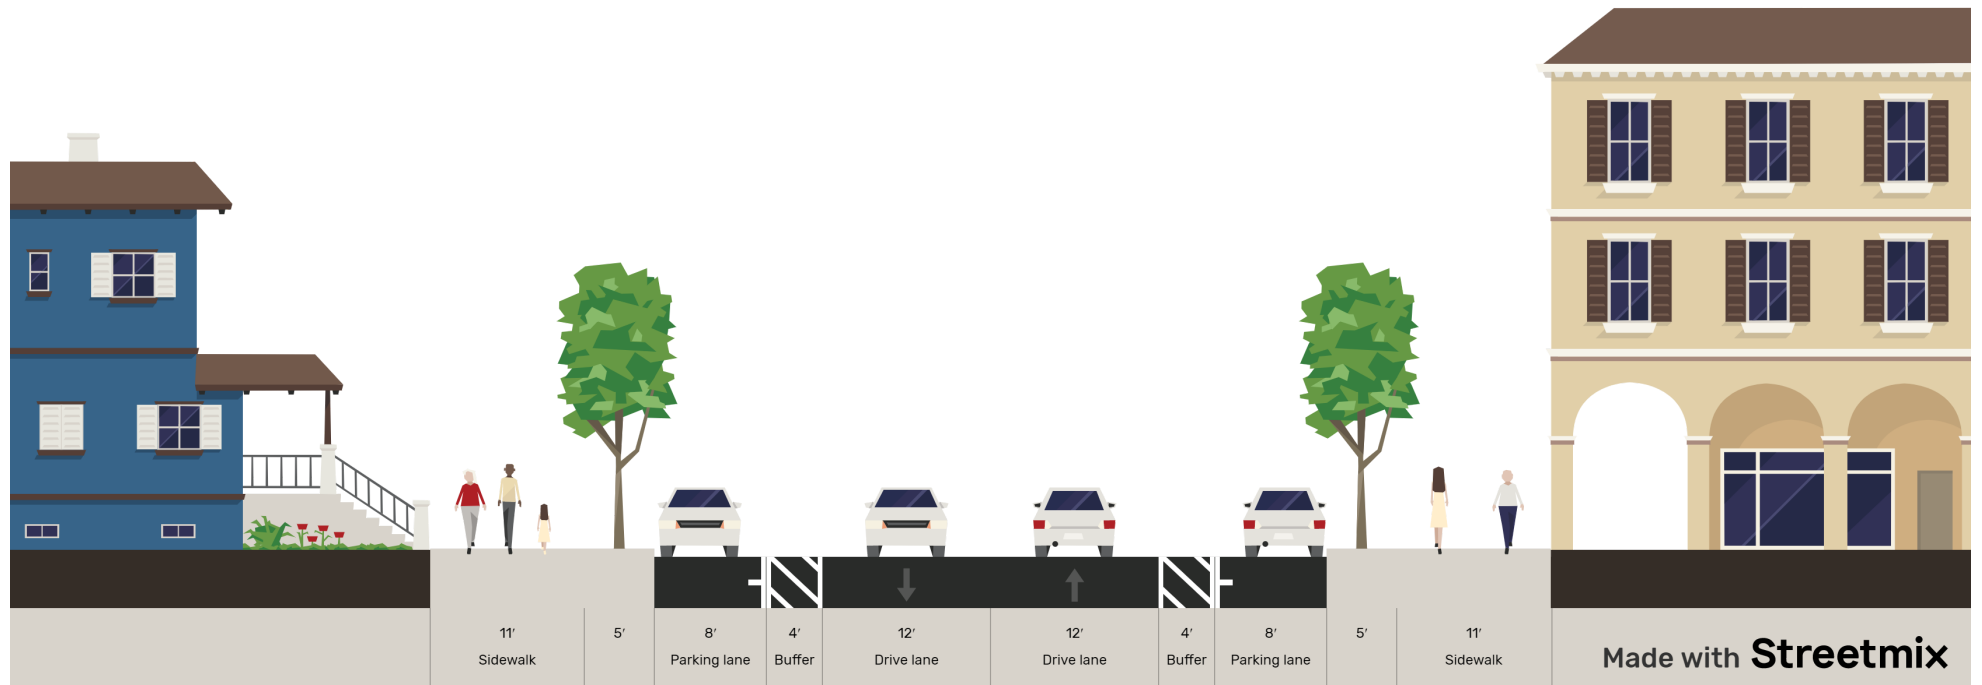 11′
5′
8′
4′
12′
12′
4′
8′
5′
11′
Sidewalk
Parking lane
Buffer
Drive lane
Drive lane
Buffer
Parking lane
Sidewalk
Made with Streetmix